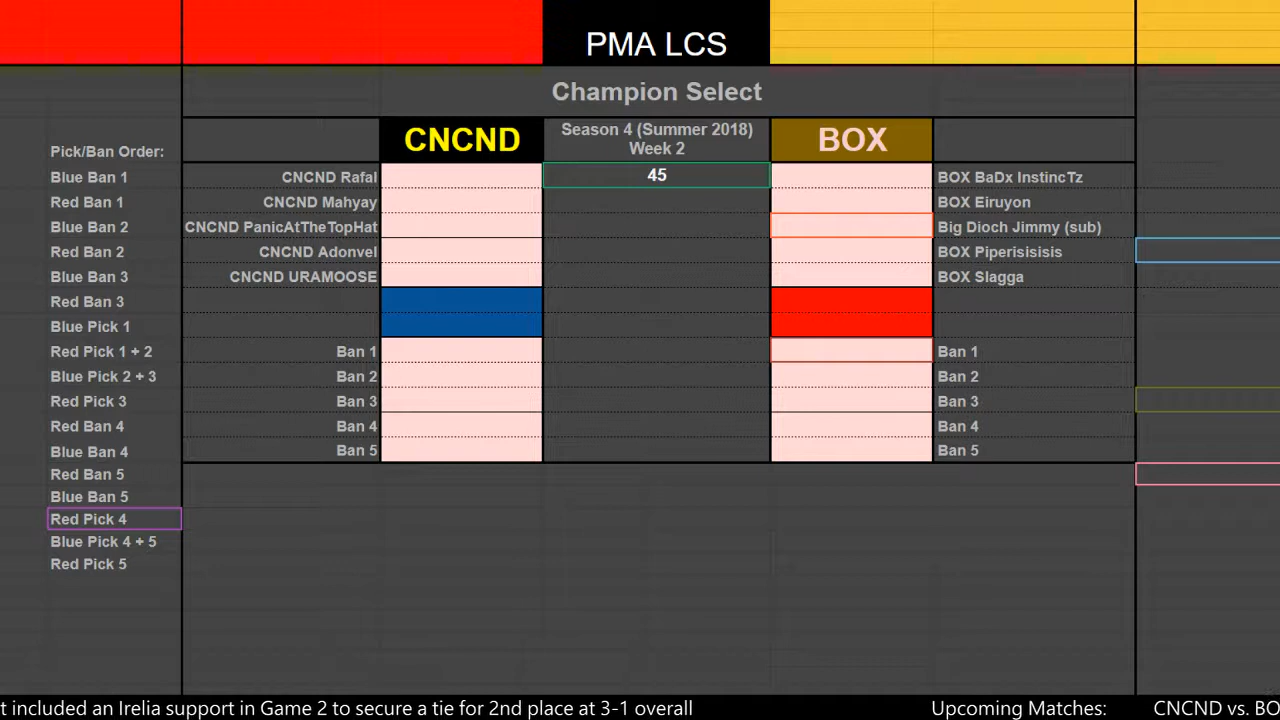 PMA LCS
Champion Select
CNCND
Season 4 (Summer 2018)
Week 2
BOX
Pick/Ban Order:
Blue Ban 1
CNCND Rafal
45
BOX BaDx InstincTz
Red Ban 1
CNCND Mahyay
BOX Eiruyon
Blue Ban 2
CNCND PanicAtTheTopHat
Big Dioch Jimmy (sub)
Red Ban 2
CNCND Adonvel
BOX Piperisisisis
Blue Ban 3
CNCND URAMOOSE
BOX Slagga
Red Ban 3
Blue Pick 1
Red Pick 1 + 2
Ban 1
Ban 1
Blue Pick 2 + 3
Ban 2
Ban 2
Red Pick 3
Ban 3
Ban 3
Red Ban 4
Ban 4
Ban 4
Blue Ban 4
Ban 5
Ban 5
Red Ban 5
Blue Ban 5
Red Pick 4
Blue Pick 4 + 5
Red Pick 5
t included an Irelia support in Game 2 to secure a tie for 2nd place at 3-1 overall
Upcoming Matches:
CNCND vs. BO